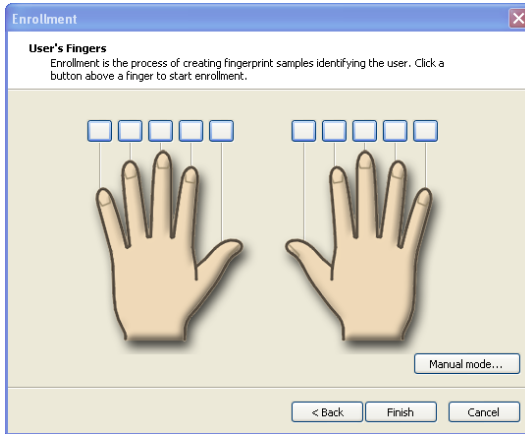 Enrollment
User's Fingers
Enrollment is the process of creating fingerprint samples identifying the user. Click a
button above a finger to start enrollment.
Manual mode...
< Back Finish Cancel